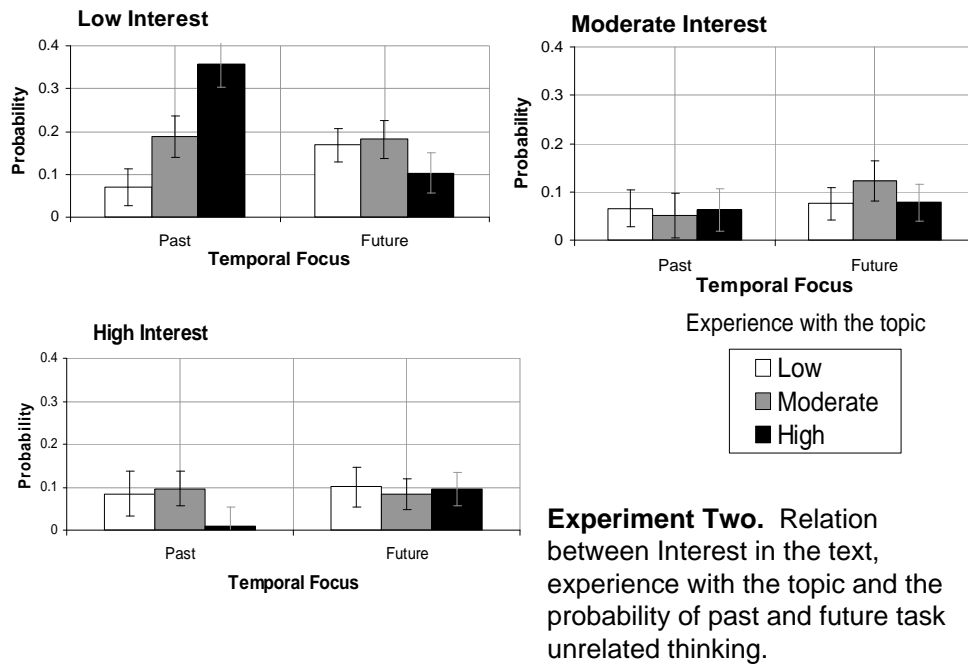 Low Interest
0.4
0.3
0.2
0.1
0
Probability
Past
Future
Temporal Focus
Moderate Interest
0.4
0.3
0.2
0.1
0
Probability
Past
Future
Temporal Focus
High Interest
0.4
0.3
0.2
0.1
0
Probability
Past
Future
Temporal Focus
Experience with the topic
Low
Moderate
High
Experiment Two. Relation
between Interest in the text,
experience with the topic and the
probability of past and future task
unrelated thinking.